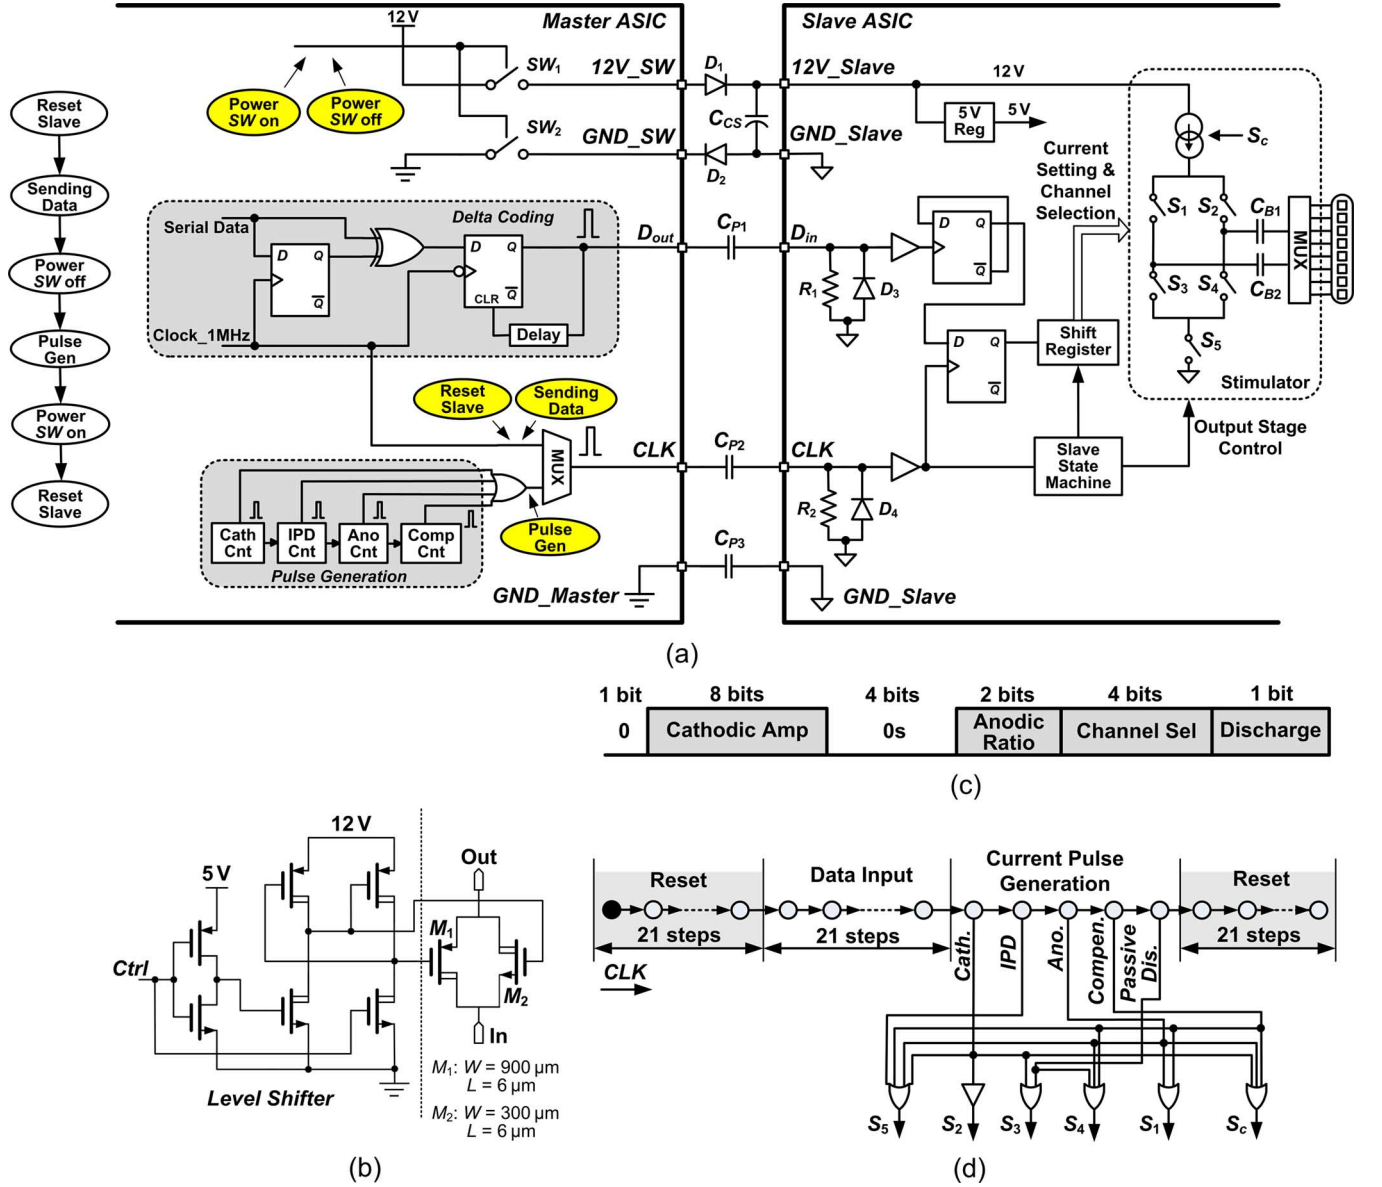 12V
Master ASIC
Slave ASIC
SW1
12V_SW
D1
12V_Slave
12V
Reset
Slave
Power
SW on
Power
SW off
CCS
5V
Reg
5V
SW2
GND_SW
D2
GND_Slave
Current
Setting &
Channel
Selection
Sc
Sending
Data
S1
S2
CB1
MUX
Serial Data
Delta Coding
Dout
CP1
Din
D
Q
Q
D
Q
CLR
Q
D
Q
Q
Power
SW off
S3
S4
CB2
R1
D3
Clock_1MHz
Delay
D
Q
Q
Shift
Register
S5
Stimulator
Pulse
Gen
Reset
Slave
Sending
Data
Power
SW on
MUX
CLK
CP2
CLK
Slave
State
Machine
Output Stage
Control
Reset
Slave
R2
D4
Cath
Cnt
IPD
Cnt
Ano
Cnt
Comp
Cnt
Pulse
Gen
Pulse Generation
CP3
GND_Master
GND_Slave
(a)
1 bit
8 bits
4 bits
2 bits
4 bits
1 bit
0
Cathodic Amp
0s
Anodic
Ratio
Channel Sel
Discharge
(c)
12V
5V
Out
Ctrl
M1
M2
In
M1: W = 900 µm
L = 6 µm
M2: W = 300 µm
L = 6 µm
Level Shifter
(b)
Reset
Data Input
Current Pulse
Generation
Reset
21 steps
21 steps
21 steps
CLK
Cath.
IPD
Ano.
Compen.
Passive
Dis.
S5
S2
S3
S4
S1
Sc
(d)